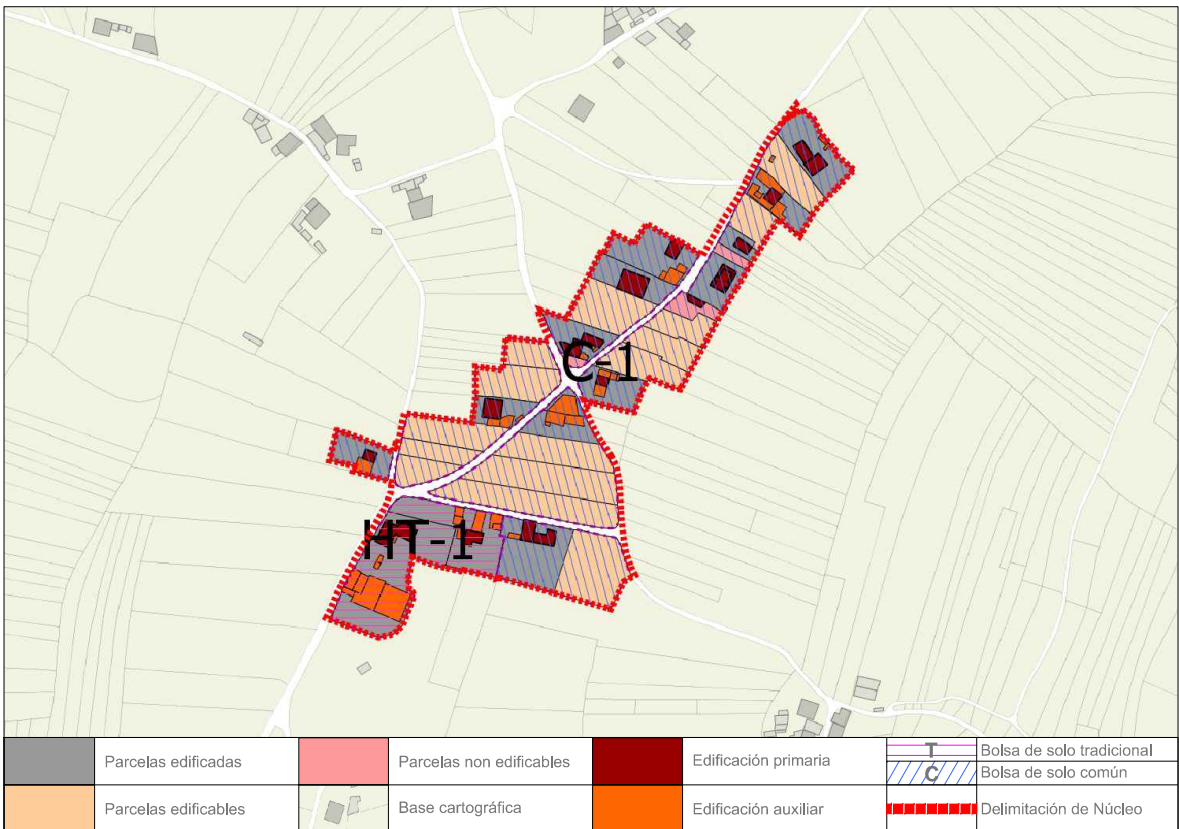 C-1
HT-1
Parcelas edificadas
Parcelas non edificables
Edificación primaria
T
Bolsa de solo tradicional
C
Bolsa de solo común
Parcelas edificables
Base cartográfica
Edificación auxiliar
Delimitación de Núcleo